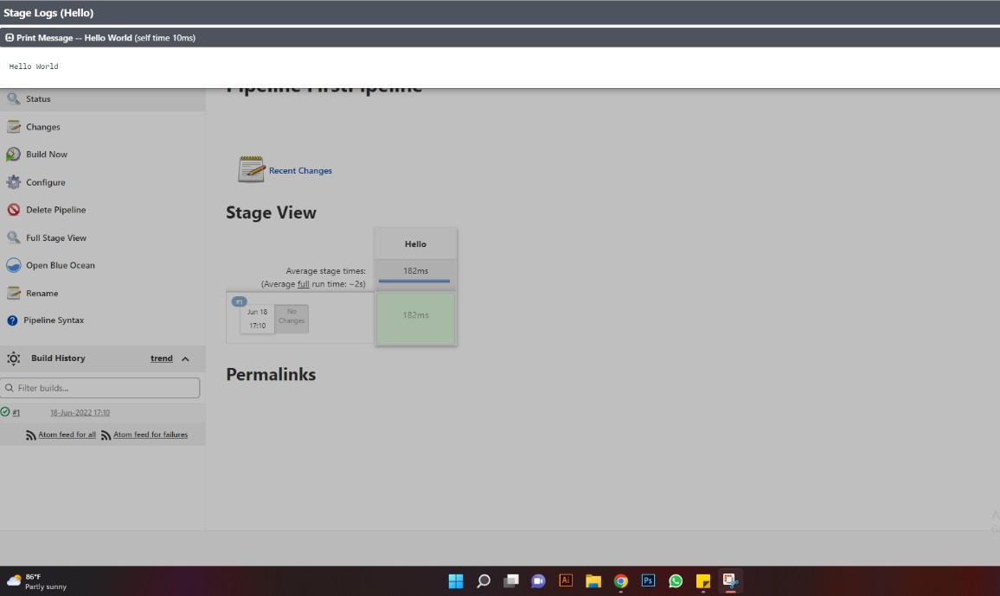 Stage Logs (Hello)
Print Message -- Hello World (self time 10ms)
Hello World
Pipeline FirstPipeline
Status
Changes
Build Now
Configure
Delete Pipeline
Full Stage View
Open Blue Ocean
Rename
? Pipeline Syntax
Build History trend
Filter builds...
#1 18-Jun-2022 17:10
Atom feed for all Atom feed for failures
Recent Changes
Stage View
Hello
Average stage times: 182ms
(Average full run time: ~2s)
#1
Jun 18
17:10
No
Changes
182ms
Permalinks
86°F
Partly sunny
Ai
Ps